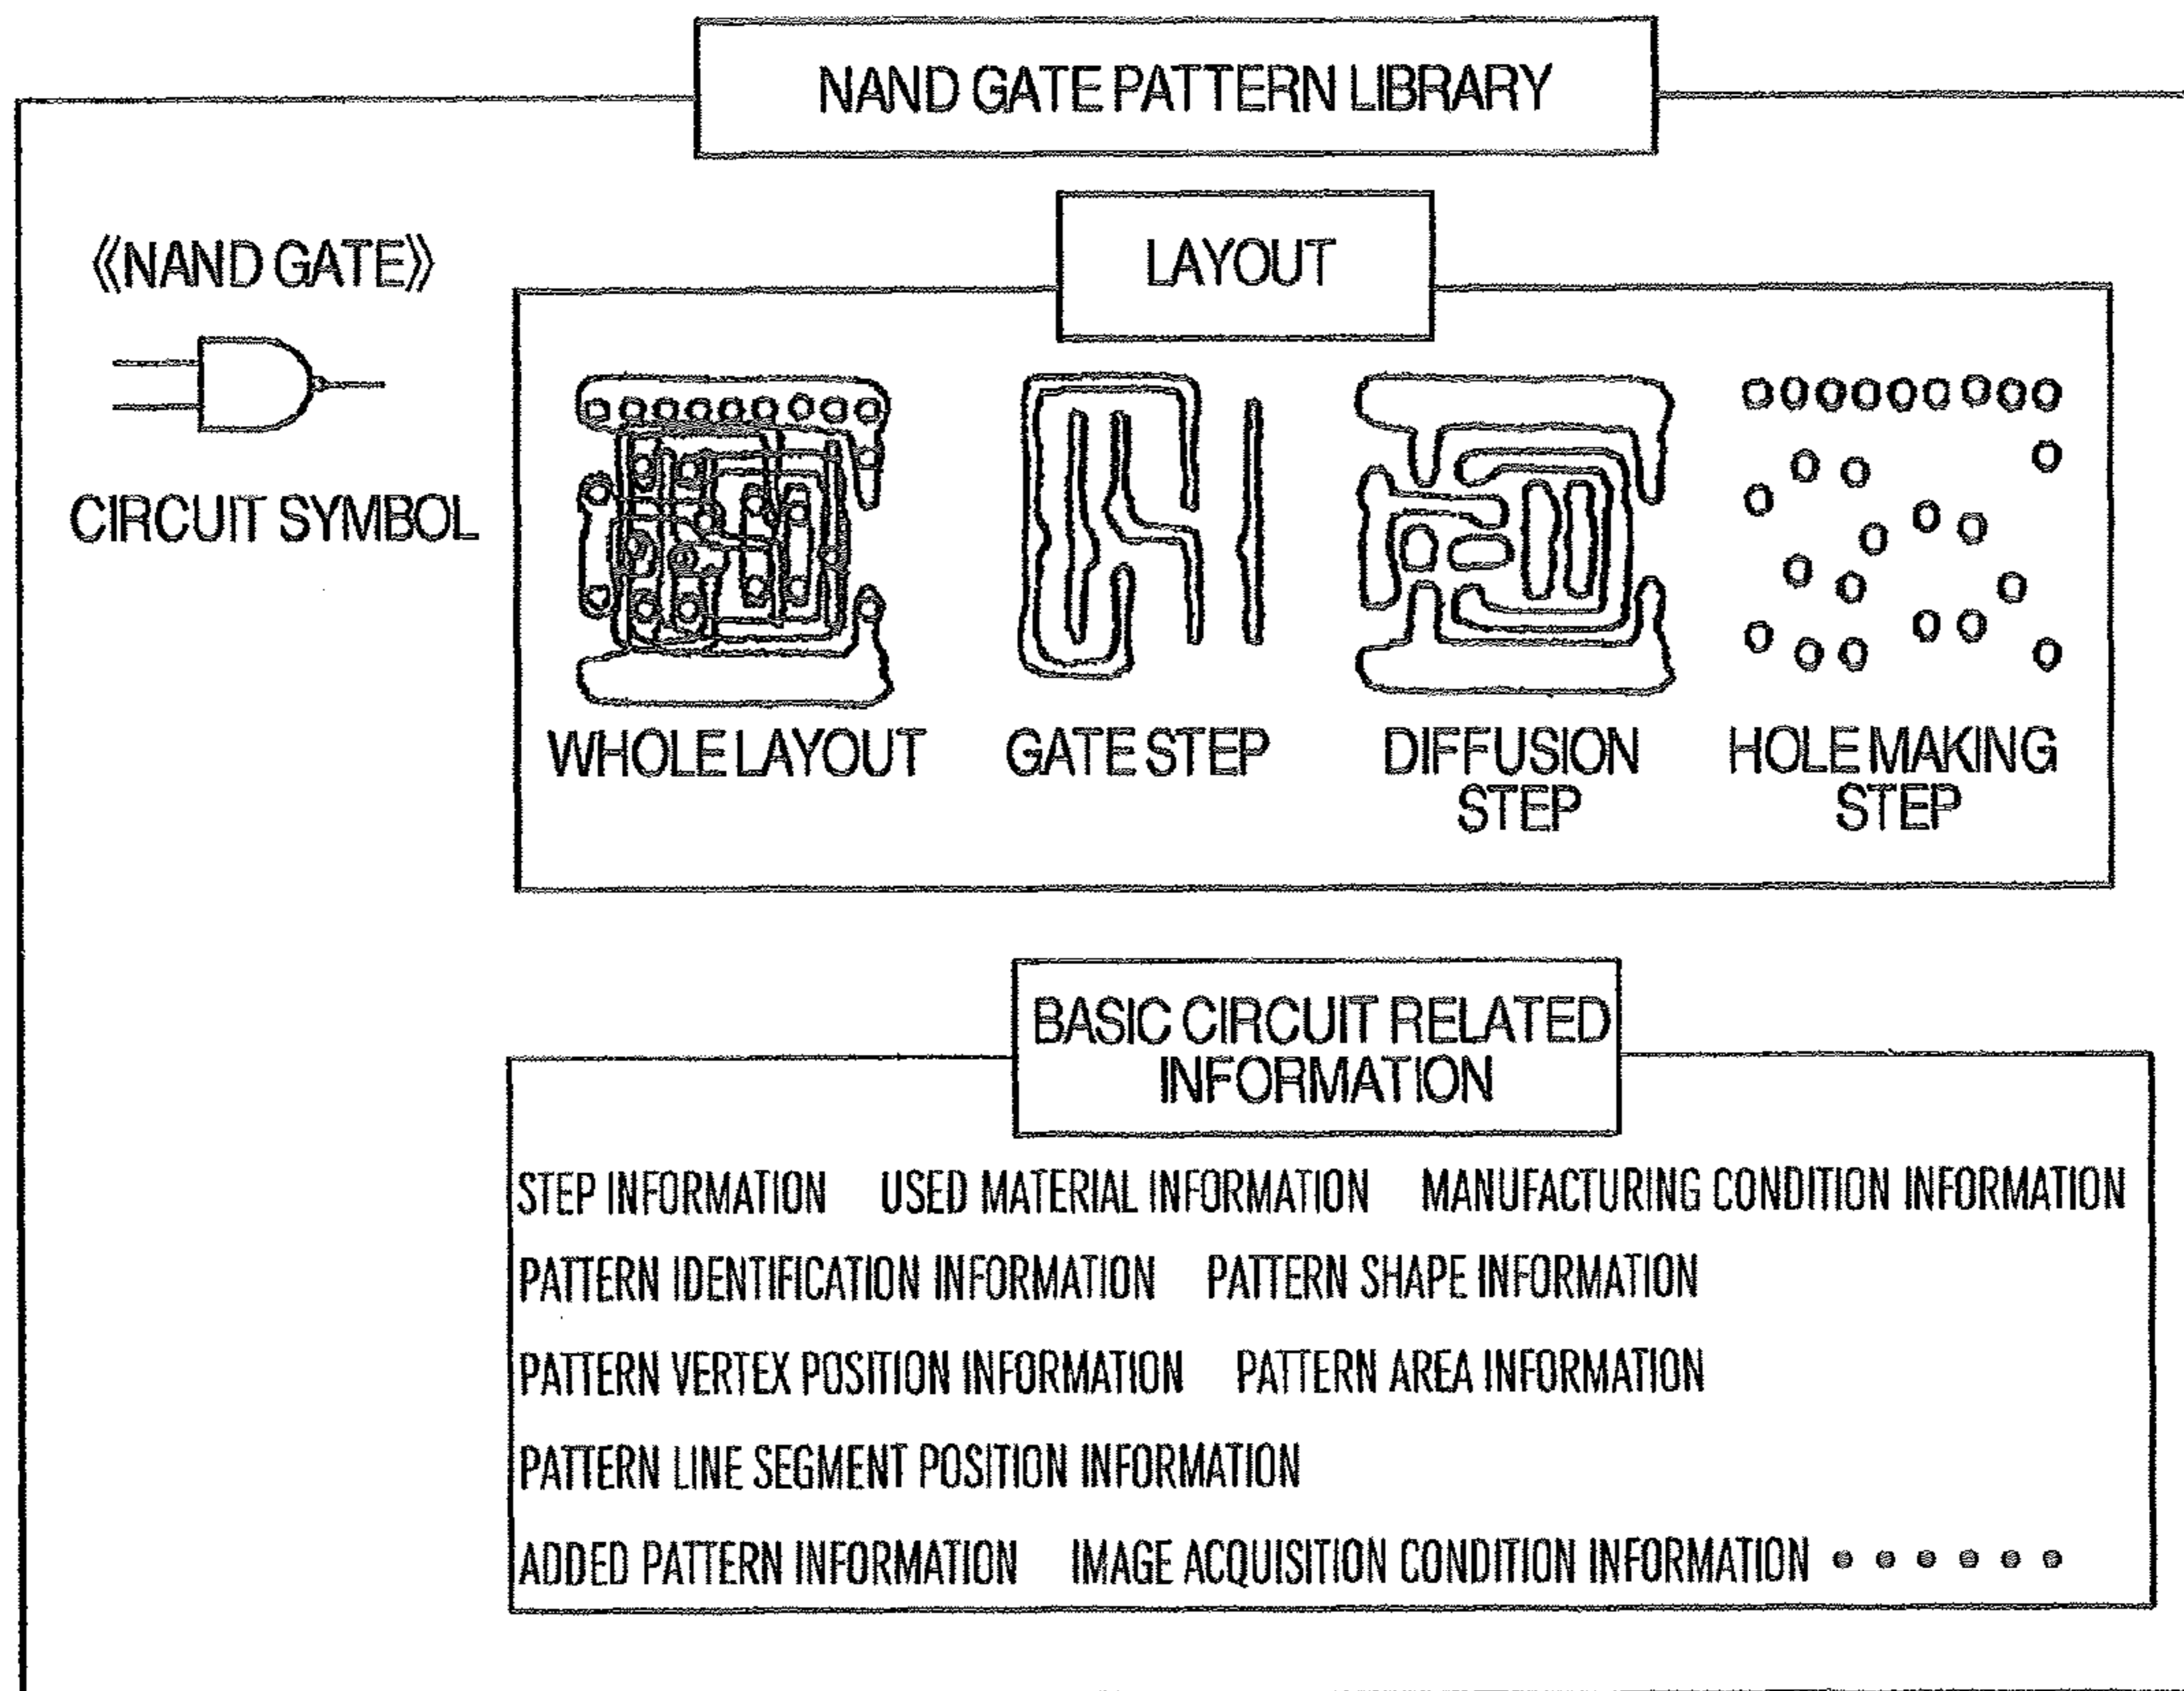 NAND GATE PATTERN LIBRARY
《NAND GATE》
CIRCUIT SYMBOL
LAYOUT
WHOLE LAYOUT
GATE STEP
DIFFUSION
STEP
HOLE MAKING
STEP
BASIC CIRCUIT RELATED
INFORMATION
STEP INFORMATION USED MATERIAL INFORMATION MANUFACTURING CONDITION INFORMATION
PATTERN IDENTIFICATION INFORMATION PATTERN SHAPE INFORMATION
PATTERN VERTEX POSITION INFORMATION PATTERN AREA INFORMATION
PATTERN LINE SEGMENT POSITION INFORMATION
ADDED PATTERN INFORMATION IMAGE ACQUISITION CONDITION INFORMATION ••••••